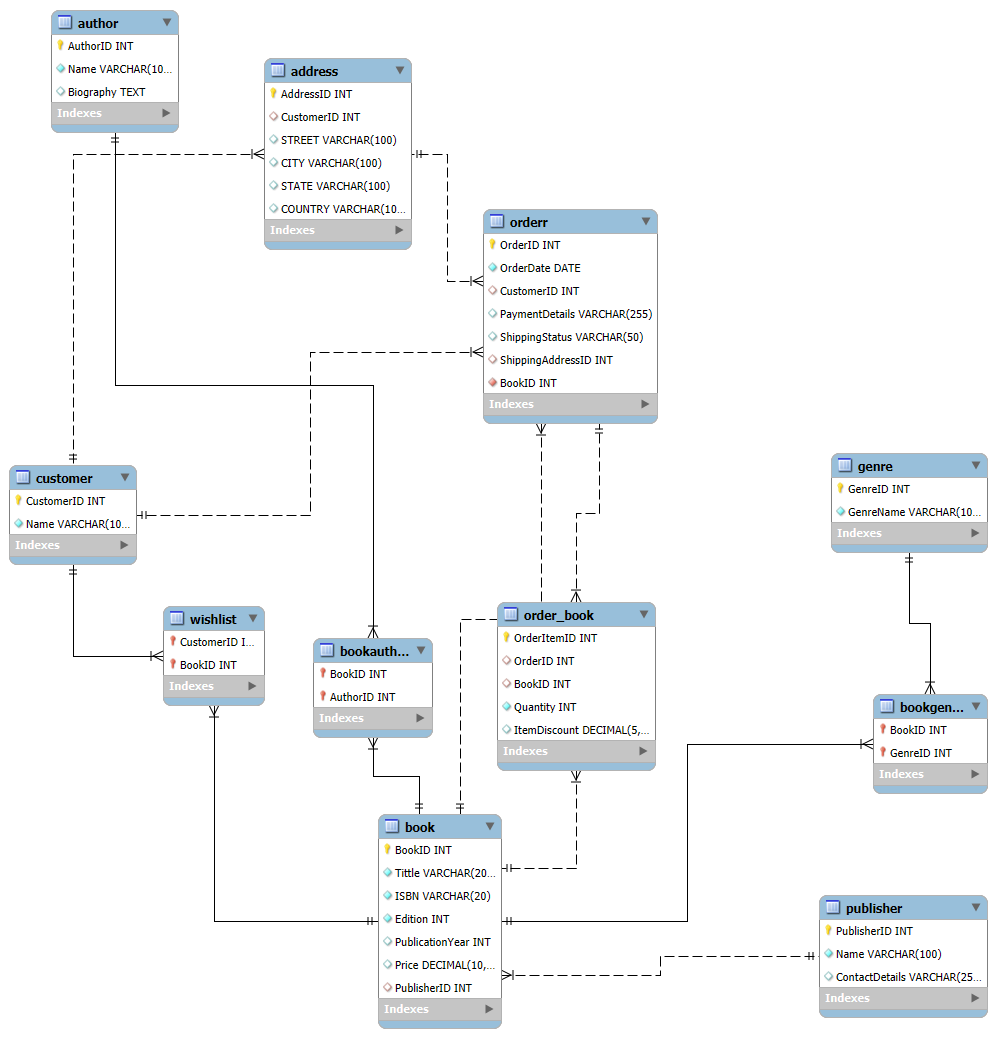 author
AuthorID INT
Name VARCHAR(10...
Biography TEXT
Indexes
address
AddressID INT
CustomerID INT
STREET VARCHAR(100)
CITY VARCHAR(100)
STATE VARCHAR(100)
COUNTRY VARCHAR(10...
Indexes
orderr
OrderID INT
OrderDate DATE
CustomerID INT
PaymentDetails VARCHAR(255)
ShippingStatus VARCHAR(50)
ShippingAddressID INT
BookID INT
Indexes
customer
CustomerID INT
Name VARCHAR(10...
Indexes
genre
GenreID INT
GenreName VARCHAR(10...
Indexes
wishlist
CustomerID I...
BookID INT
Indexes
bookauth...
BookID INT
AuthorID INT
Indexes
order_book
OrderItemID INT
OrderID INT
BookID INT
Quantity INT
ItemDiscount DECIMAL(5,...
Indexes
bookgen...
BookID INT
GenreID INT
Indexes
book
BookID INT
Tittle VARCHAR(20...
ISBN VARCHAR(20)
Edition INT
PublicationYear INT
Price DECIMAL(10,...
PublisherID INT
Indexes
publisher
PublisherID INT
Name VARCHAR(100)
ContactDetails VARCHAR(25...
Indexes